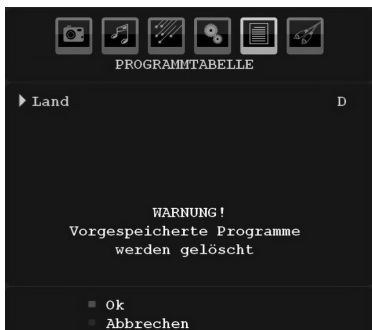 PROGRAMMTABELLE
Land D
WARNUNG!
Vorgespeicherte Programme
werden gelöscht
Ok
Abbrechen